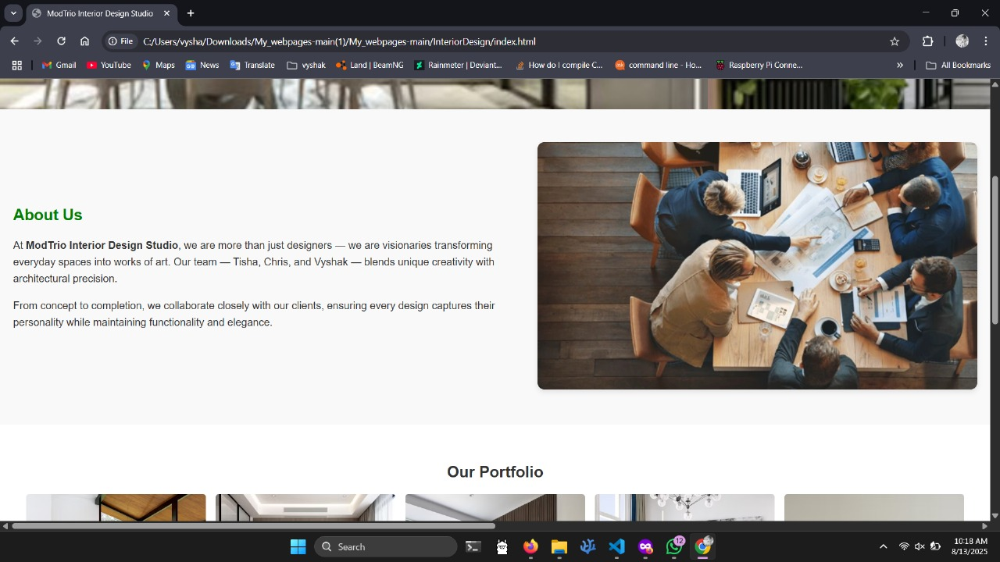 ModTrio Interior Design Studio
File
C:/Users/vysha/Downloads/My_webpages-main(1)/My_webpages-main/InteriorDesign/index.html
Gmail
YouTube
Maps
News
Translate
vyshak
Land | BeamNG
Rainmeter | Deviant...
How do I compile C...
command line - Ho...
Raspberry Pi Conne...
All Bookmarks
About Us
At ModTrio Interior Design Studio, we are more than just designers — we are visionaries transforming
everyday spaces into works of art. Our team — Tisha, Chris, and Vyshak — blends unique creativity with
architectural precision.
From concept to completion, we collaborate closely with our clients, ensuring every design captures their
personality while maintaining functionality and elegance.
Our Portfolio
Search
12
10:18 AM
8/13/2025